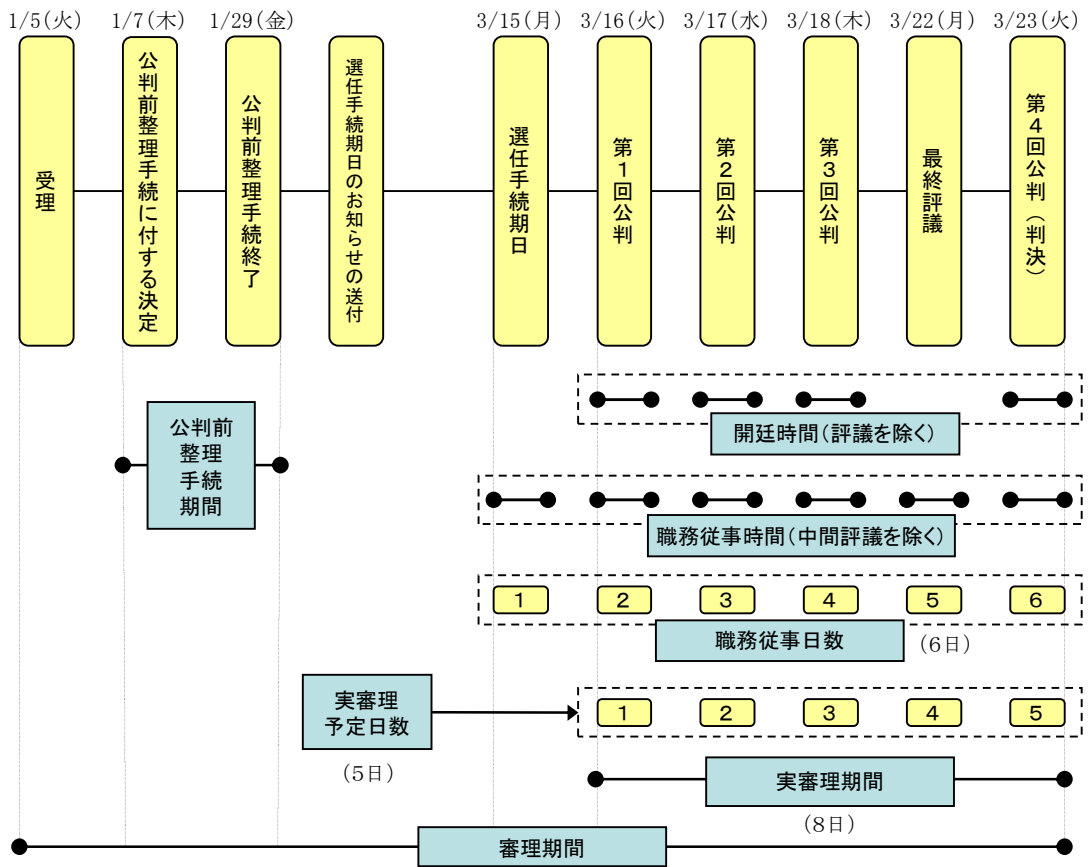 1/5(火)
1/7(木)
1/29(金)
3/15(月)
3/16(火)
3/17(水)
3/18(木)
3/22(月)
3/23(火)
受理
公判前整理手続に付する決定
公判前整理手続終了
選任手続期日のお知らせの送付
選任手続期日
第1回公判
第2回公判
第3回公判
最終評議
第4回公判(判決)
開廷時間(評議を除く)
公判前
整理
手続
期間
職務従事時間(中間評議を除く)
1
2
3
4
5
6
職務従事日数
(6日)
実審理
予定日数
(5日)
1
2
3
4
5
実審理期間
(8日)
審理期間